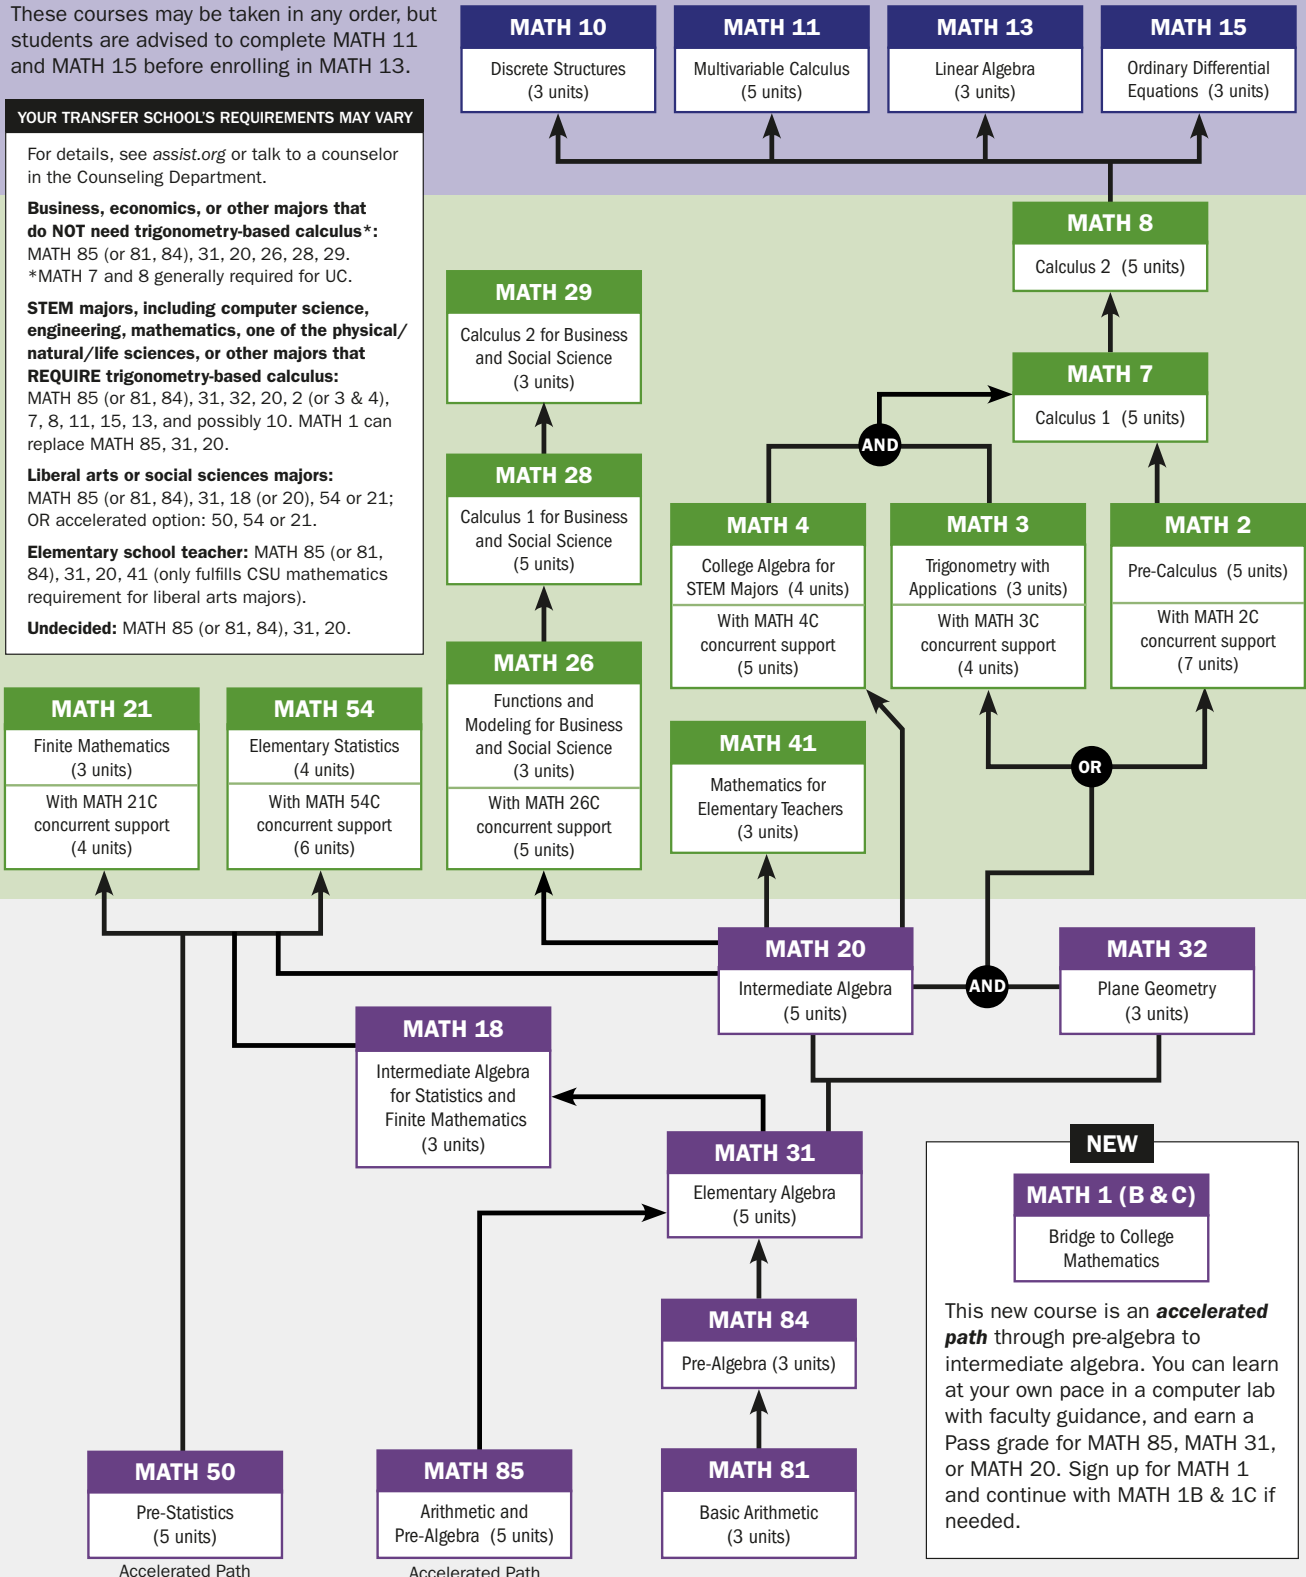 These courses may be taken in any order, but
students are advised to complete MATH 11
and MATH 15 before enrolling in MATH 13.
MATH 10
Discrete Structures
(3 units)
MATH 11
Multivariable Calculus
(5 units)
MATH 13
Linear Algebra
(3 units)
MATH 15
Ordinary Differential
Equations (3 units)
YOUR TRANSFER SCHOOL'S REQUIREMENTS MAY VARY
For details, see assist.org or talk to a counselor
in the Counseling Department.
Business, economics, or other majors that
do NOT need trigonometry-based calculus*:
MATH 85 (or 81, 84), 31, 20, 26, 28, 29.
*MATH 7 and 8 generally required for UC.
STEM majors, including computer science,
engineering, mathematics, one of the physical/
natural/life sciences, or other majors that
REQUIRE trigonometry-based calculus:
MATH 85 (or 81, 84), 31, 32, 20, 2 (or 3 & 4),
7, 8, 11, 15, 13, and possibly 10. MATH 1 can
replace MATH 85, 31, 20.
Liberal arts or social sciences majors:
MATH 85 (or 81, 84), 31, 18 (or 20), 54 or 21;
OR accelerated option: 50, 54 or 21.
Elementary school teacher: MATH 85 (or 81,
84), 31, 20, 41 (only fulfills CSU mathematics
requirement for liberal arts majors).
Undecided: MATH 85 (or 81, 84), 31, 20.
MATH 8
Calculus 2 (5 units)
MATH 29
Calculus 2 for Business
and Social Science
(3 units)
MATH 7
Calculus 1 (5 units)
AND
MATH 28
Calculus 1 for Business
and Social Science
(5 units)
MATH 4
College Algebra for
STEM Majors (4 units)
With MATH 4C
concurrent support
(5 units)
MATH 3
Trigonometry with
Applications (3 units)
With MATH 3C
concurrent support
(4 units)
MATH 2
Pre-Calculus (5 units)
With MATH 2C
concurrent support
(7 units)
MATH 26
Functions and
Modeling for Business
and Social Science
(3 units)
With MATH 26C
concurrent support
(5 units)
MATH 21
Finite Mathematics
(3 units)
With MATH 21C
concurrent support
(4 units)
MATH 54
Elementary Statistics
(4 units)
With MATH 54C
concurrent support
(6 units)
MATH 41
Mathematics for
Elementary Teachers
(3 units)
OR
MATH 20
Intermediate Algebra
(5 units)
AND
MATH 32
Plane Geometry
(3 units)
MATH 18
Intermediate Algebra
for Statistics and
Finite Mathematics
(3 units)
MATH 31
Elementary Algebra
(5 units)
MATH 84
Pre-Algebra (3 units)
MATH 50
Pre-Statistics
(5 units)
Accelerated Path
MATH 85
Arithmetic and
Pre-Algebra (5 units)
Accelerated Path
MATH 81
Basic Arithmetic
(3 units)
NEW
MATH 1 (B & C)
Bridge to College
Mathematics
This new course is an accelerated
path through pre-algebra to
intermediate algebra. You can learn
at your own pace in a computer lab
with faculty guidance, and earn a
Pass grade for MATH 85, MATH 31,
or MATH 20. Sign up for MATH 1
and continue with MATH 1B & 1C if
needed.